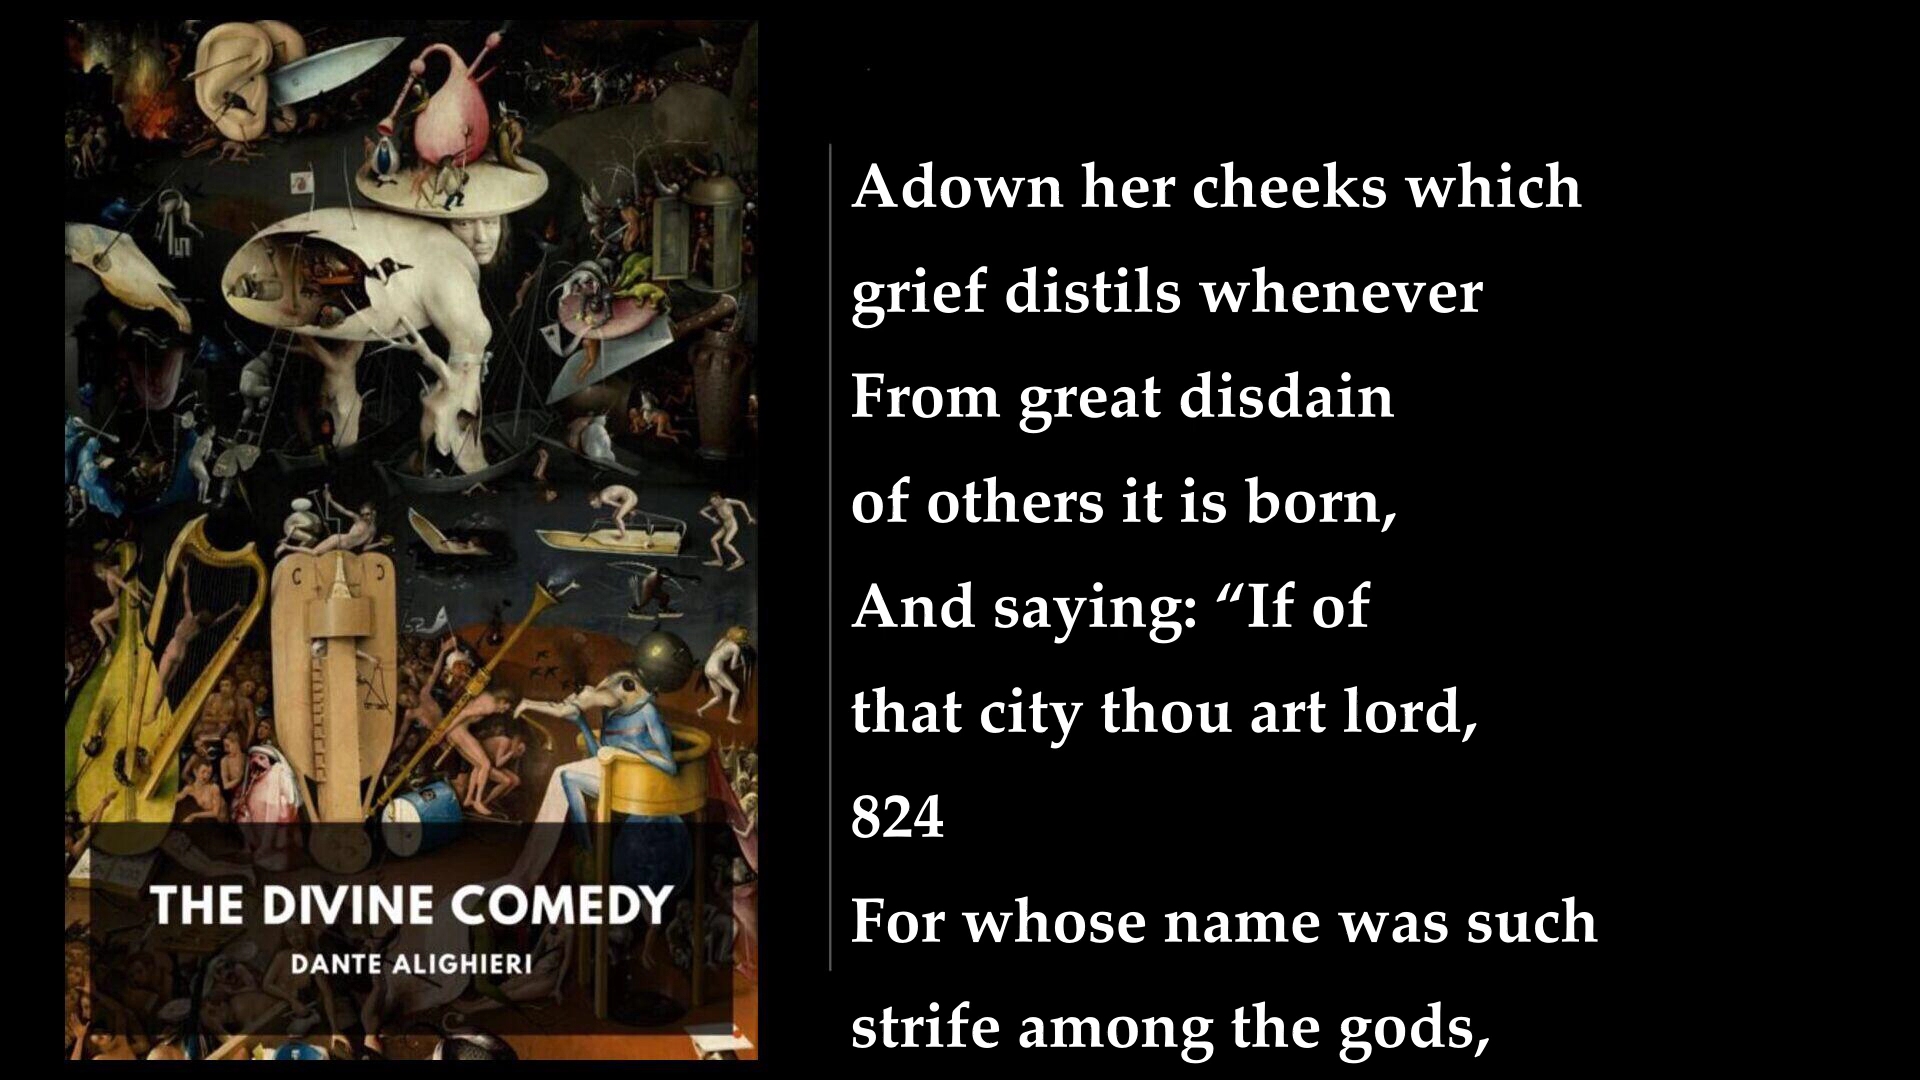 THE DIVINE COMEDY
DANTE ALIGHIERI
Adown her cheeks which
grief distils whenever
From great disdain
of others it is born,
And saying: “If of
that city thou art lord,
824
For whose name was such
strife among the gods,